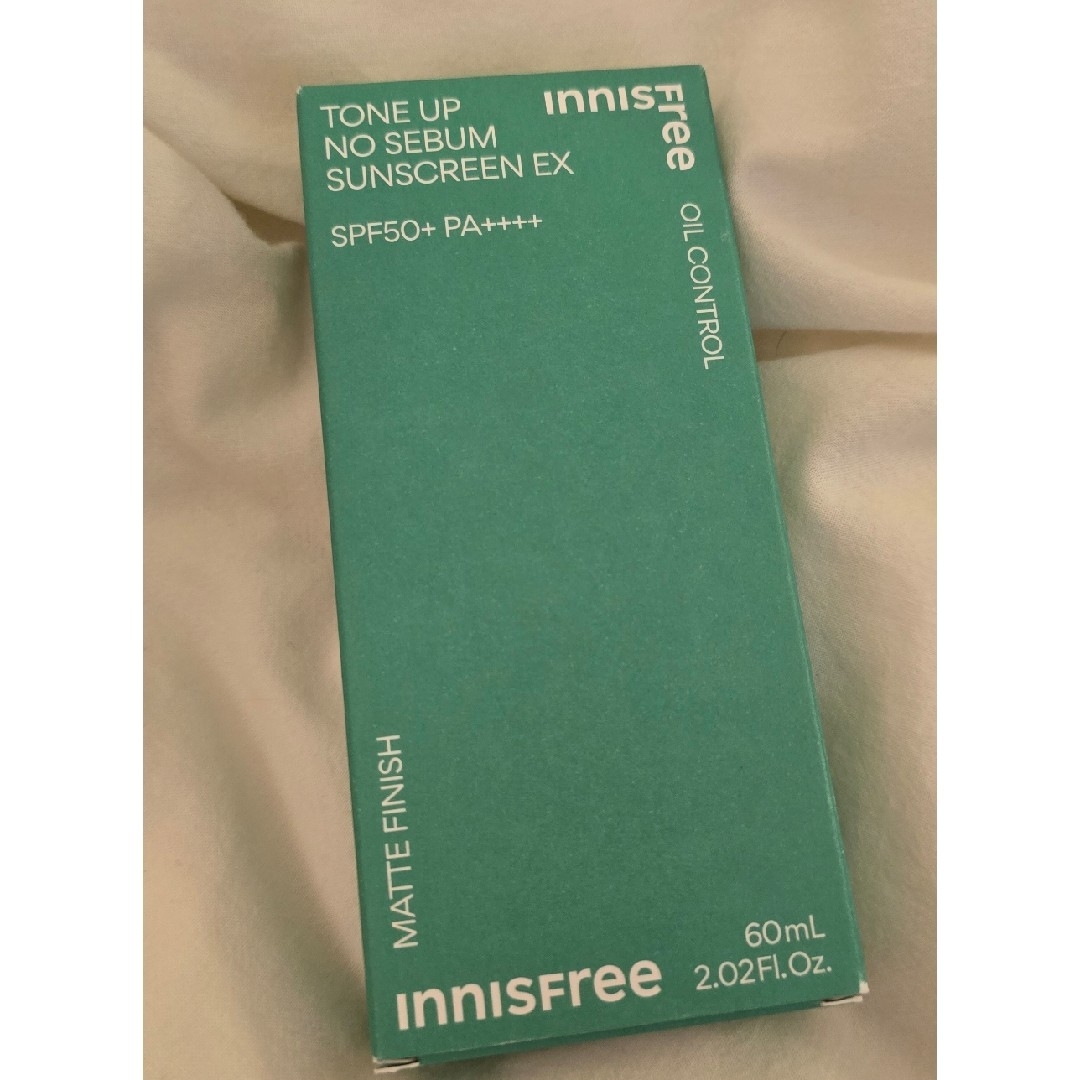 TONE UP
NO SEBUM
SUNSCREEN EX
SPF50+ PA++++
INNISFree
OIL CONTROL
MATTE FINISH
INNISFree
60mL
2.02Fl.Oz.